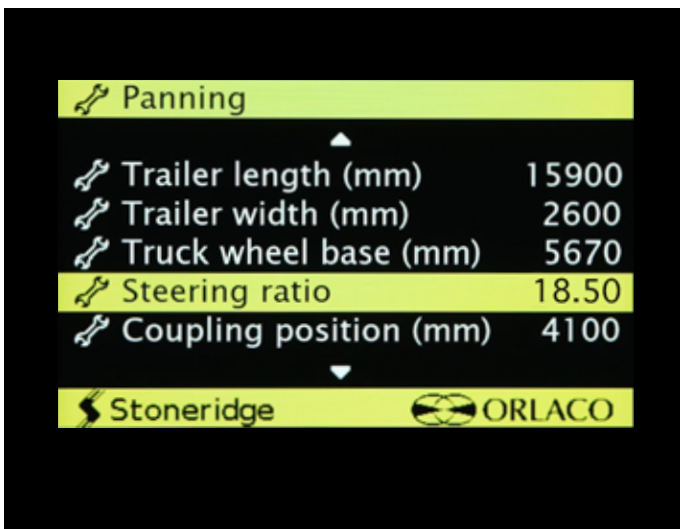 Panning
Trailer length (mm) 15900
Trailer width (mm) 2600
Truck wheel base (mm) 5670
Steering ratio 18.50
Coupling position (mm) 4100
Stoneridge ORLACO